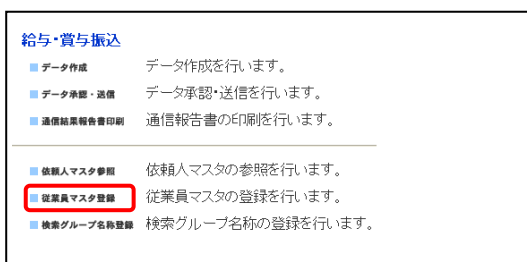 給与・賞与振込
データ作成 データ作成を行います。
データ承認・送信 データ承認・送信を行います。
通信結果報告書印刷 通信報告書の印刷を行います。
依頼人マスタ参照 依頼人マスタの参照を行います。
従業員マスタ登録 従業員マスタの登録を行います。
検索グループ名称登録 検索グループ名称の登録を行います。